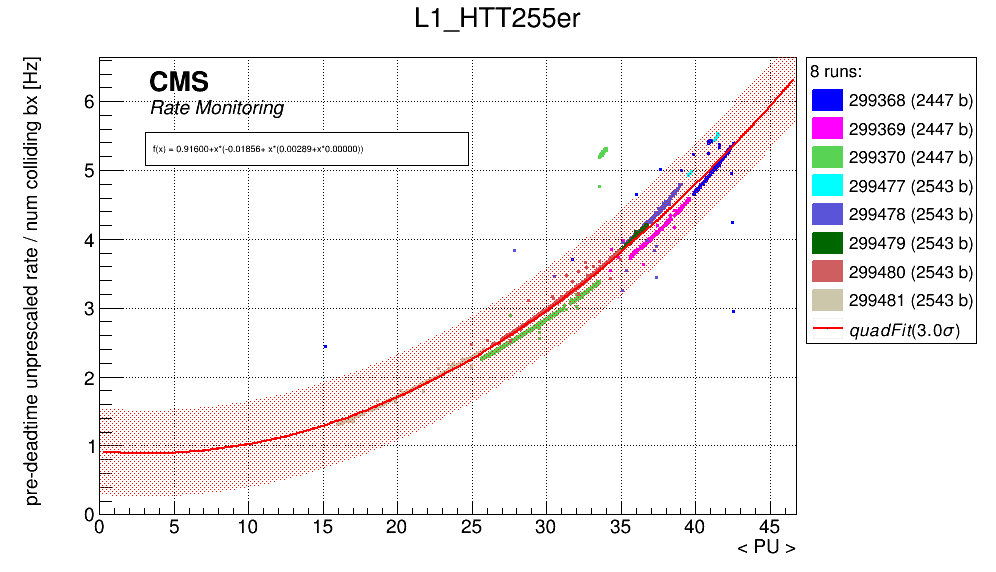 L1_HTT255er
pre-deadtime unprescaled rate / num colliding bx [Hz]
CMS
Rate Monitoring
f(x) = 0.91600+x*(-0.01856+ x*(0.00289+x*0.00000))
6
5
4
3
2
1
0
0 5 10 15 20 25 30 35 40 45
< PU >
8 runs:
299368 (2447 b)
299369 (2447 b)
299370 (2447 b)
299477 (2543 b)
299478 (2543 b)
299479 (2543 b)
299480 (2543 b)
299481 (2543 b)
quadFit(3.0σ)